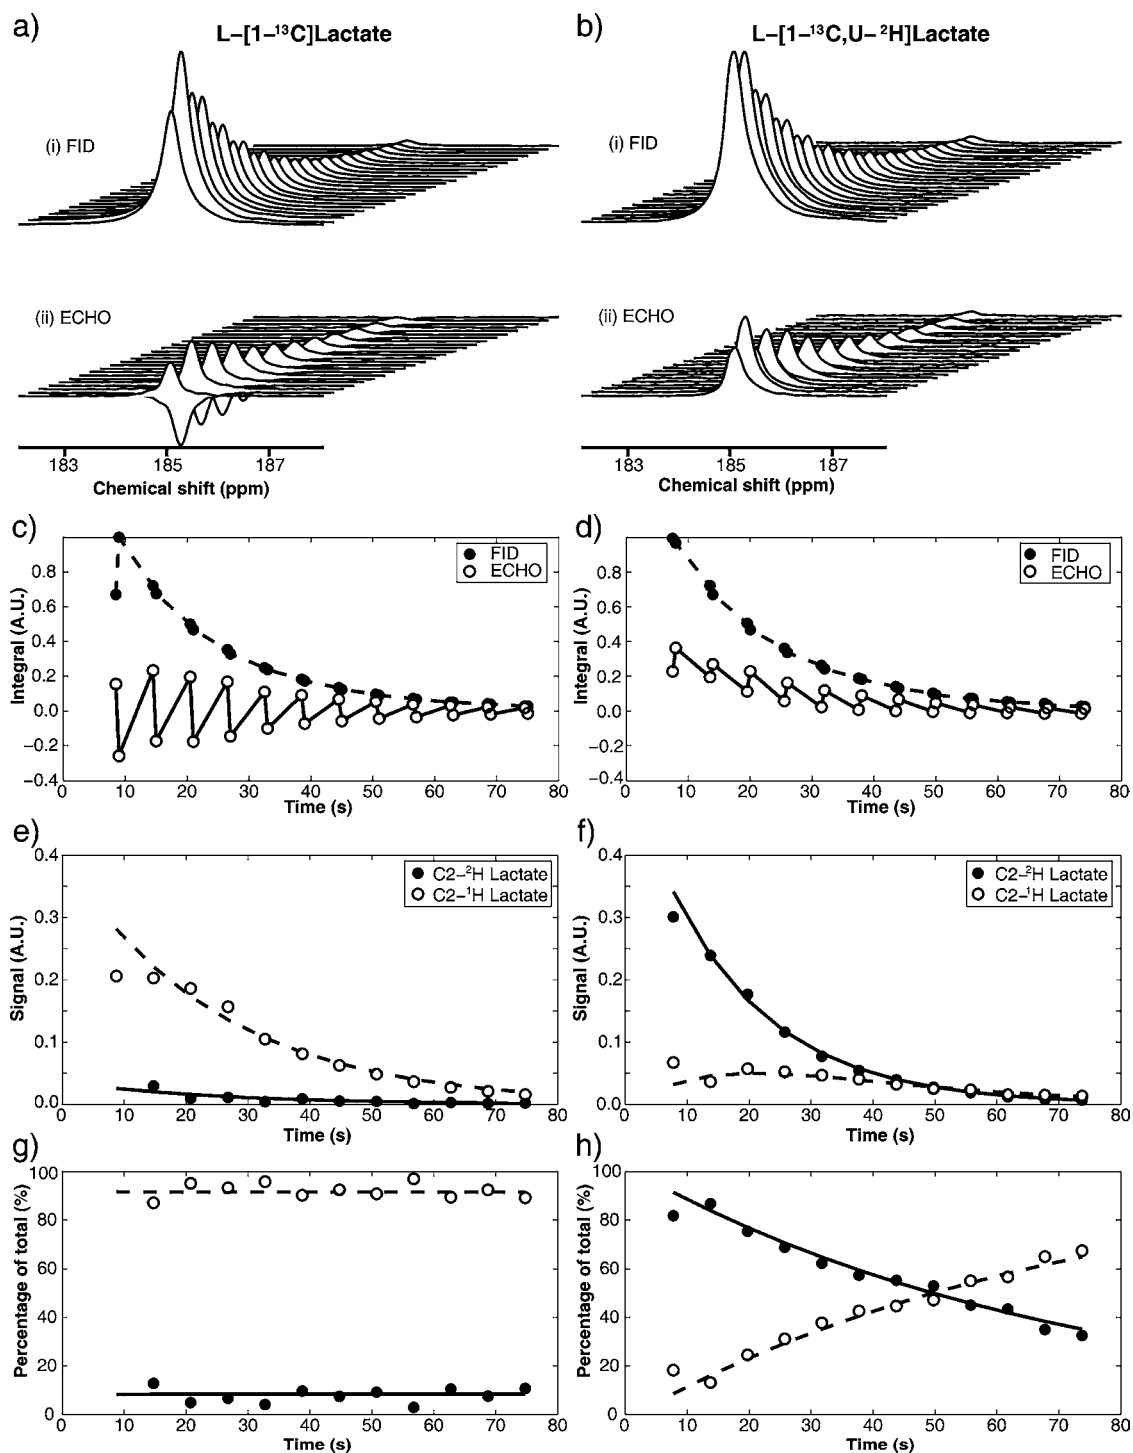 a) L–[1–¹³C]Lactate
b) L–[1–¹³C,U–²H]Lactate
(i) FID
(i) FID
(ii) ECHO
(ii) ECHO
183 185 187
Chemical shift (ppm)
183 185 187
Chemical shift (ppm)
c)
FID
ECHO
Integral (A.U.)
0.8
0.6
0.4
0.2
0.0
−0.2
−0.4
0 10 20 30 40 50 60 70 80
Time (s)
d)
FID
ECHO
Integral (A.U.)
0.8
0.6
0.4
0.2
0.0
−0.2
−0.4
0 10 20 30 40 50 60 70 80
Time (s)
e)
C2–²H Lactate
C2–¹H Lactate
Signal (A.U.)
0.4
0.3
0.2
0.1
0.0
0 10 20 30 40 50 60 70 80
Time (s)
f)
C2–²H Lactate
C2–¹H Lactate
Signal (A.U.)
0.4
0.3
0.2
0.1
0.0
0 10 20 30 40 50 60 70 80
Time (s)
g)
Percentage of total (%)
100
80
60
40
20
0
0 10 20 30 40 50 60 70 80
Time (s)
h)
Percentage of total (%)
100
80
60
40
20
0
0 10 20 30 40 50 60 70 80
Time (s)